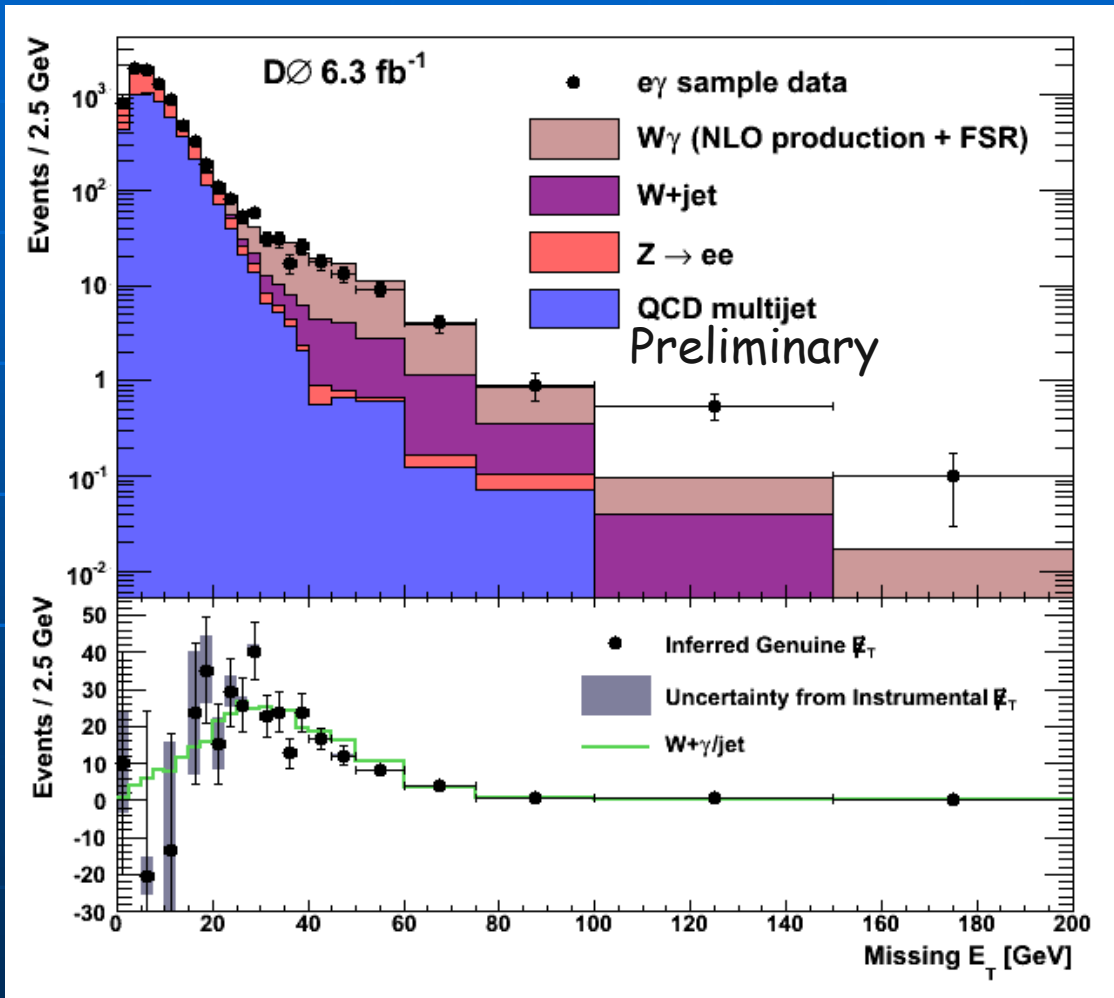 DØ 6.3 fb⁻¹
eγ sample data
Wγ (NLO production + FSR)
W+jet
Z → ee
QCD multijet
Preliminary
Events / 2.5 GeV
10³
10²
10
1
10⁻¹
10⁻²
Inferred Genuine E̸_T
Uncertainty from Instrumental E̸_T
W+γ/jet
Events / 2.5 GeV
50
40
30
20
10
0
-10
-20
-30
0 20 40 60 80 100 120 140 160 180 200
Missing E_T [GeV]